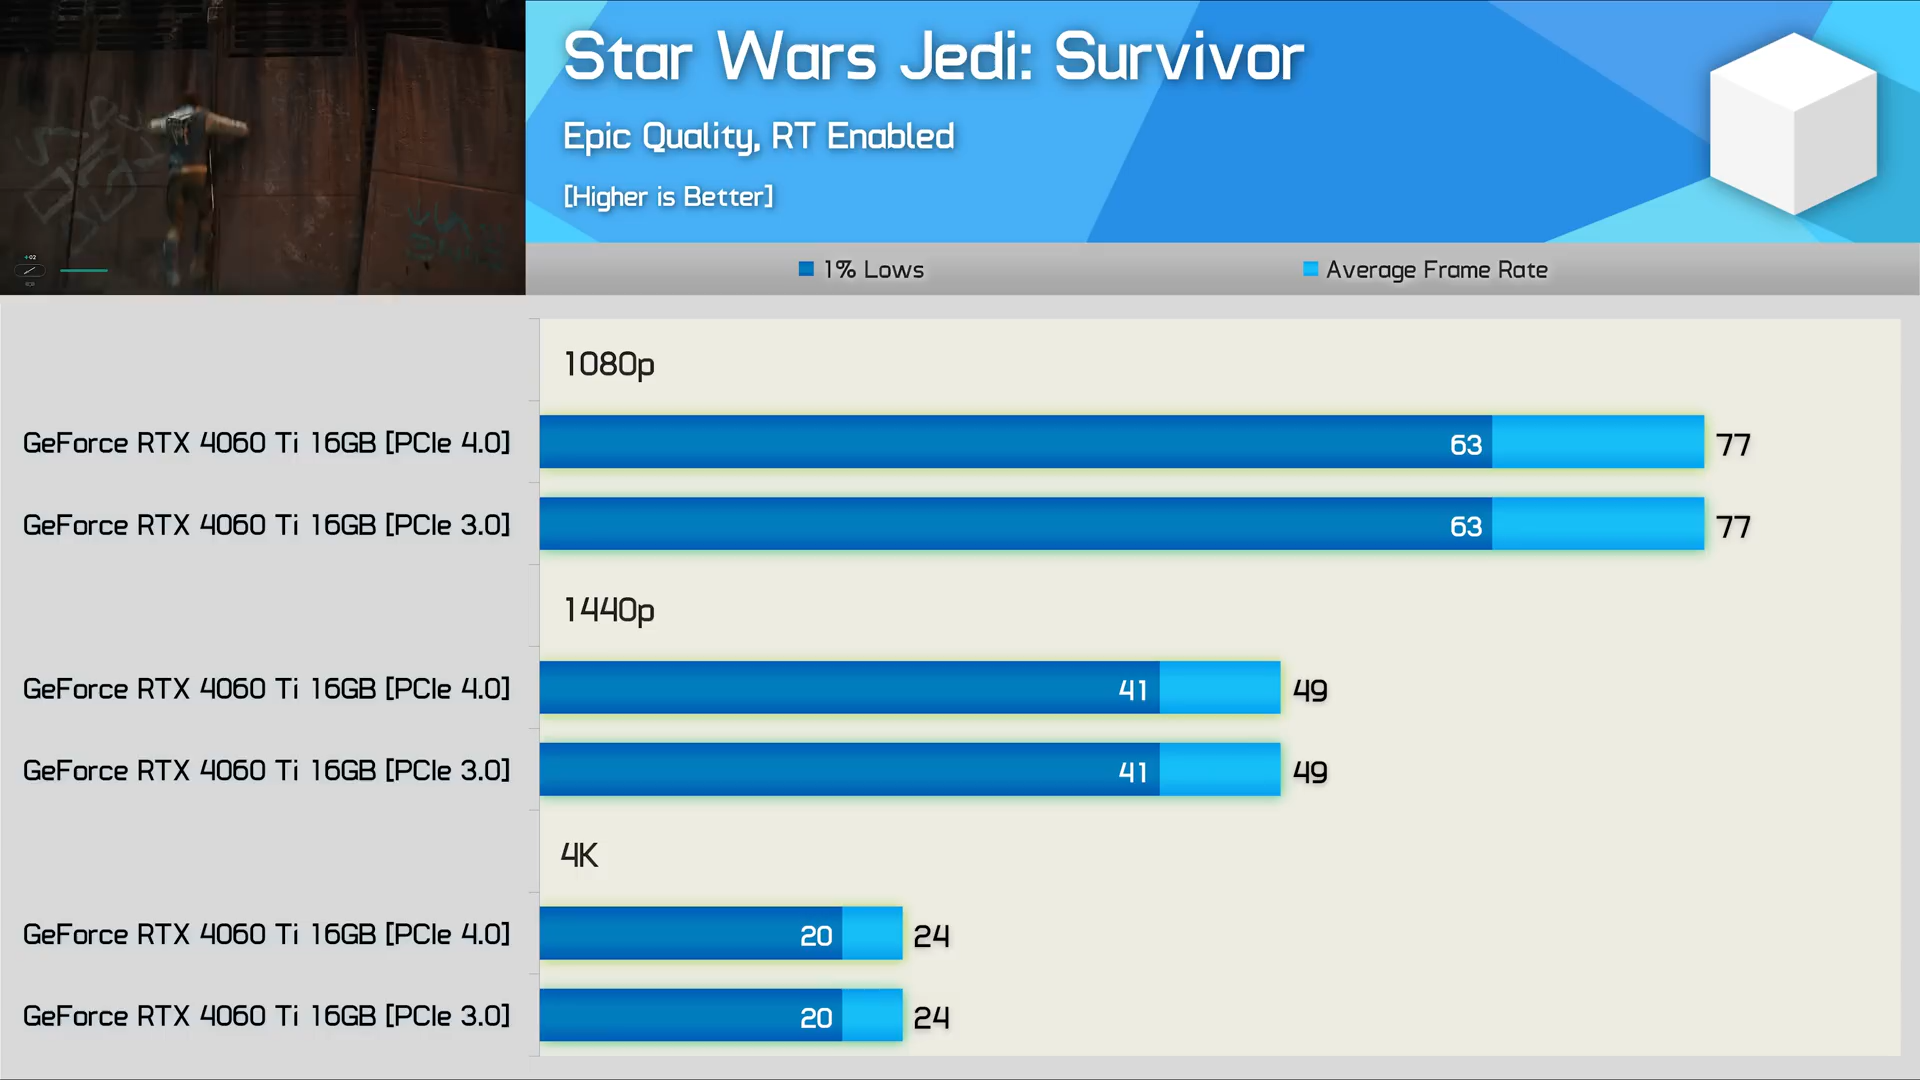 Star Wars Jedi: Survivor
Epic Quality, RT Enabled
[Higher is Better]
1% Lows
Average Frame Rate
+02
1080p
GeForce RTX 4060 Ti 16GB [PCIe 4.0] 63 77
GeForce RTX 4060 Ti 16GB [PCIe 3.0] 63 77
1440p
GeForce RTX 4060 Ti 16GB [PCIe 4.0] 41 49
GeForce RTX 4060 Ti 16GB [PCIe 3.0] 41 49
4K
GeForce RTX 4060 Ti 16GB [PCIe 4.0] 20 24
GeForce RTX 4060 Ti 16GB [PCIe 3.0] 20 24